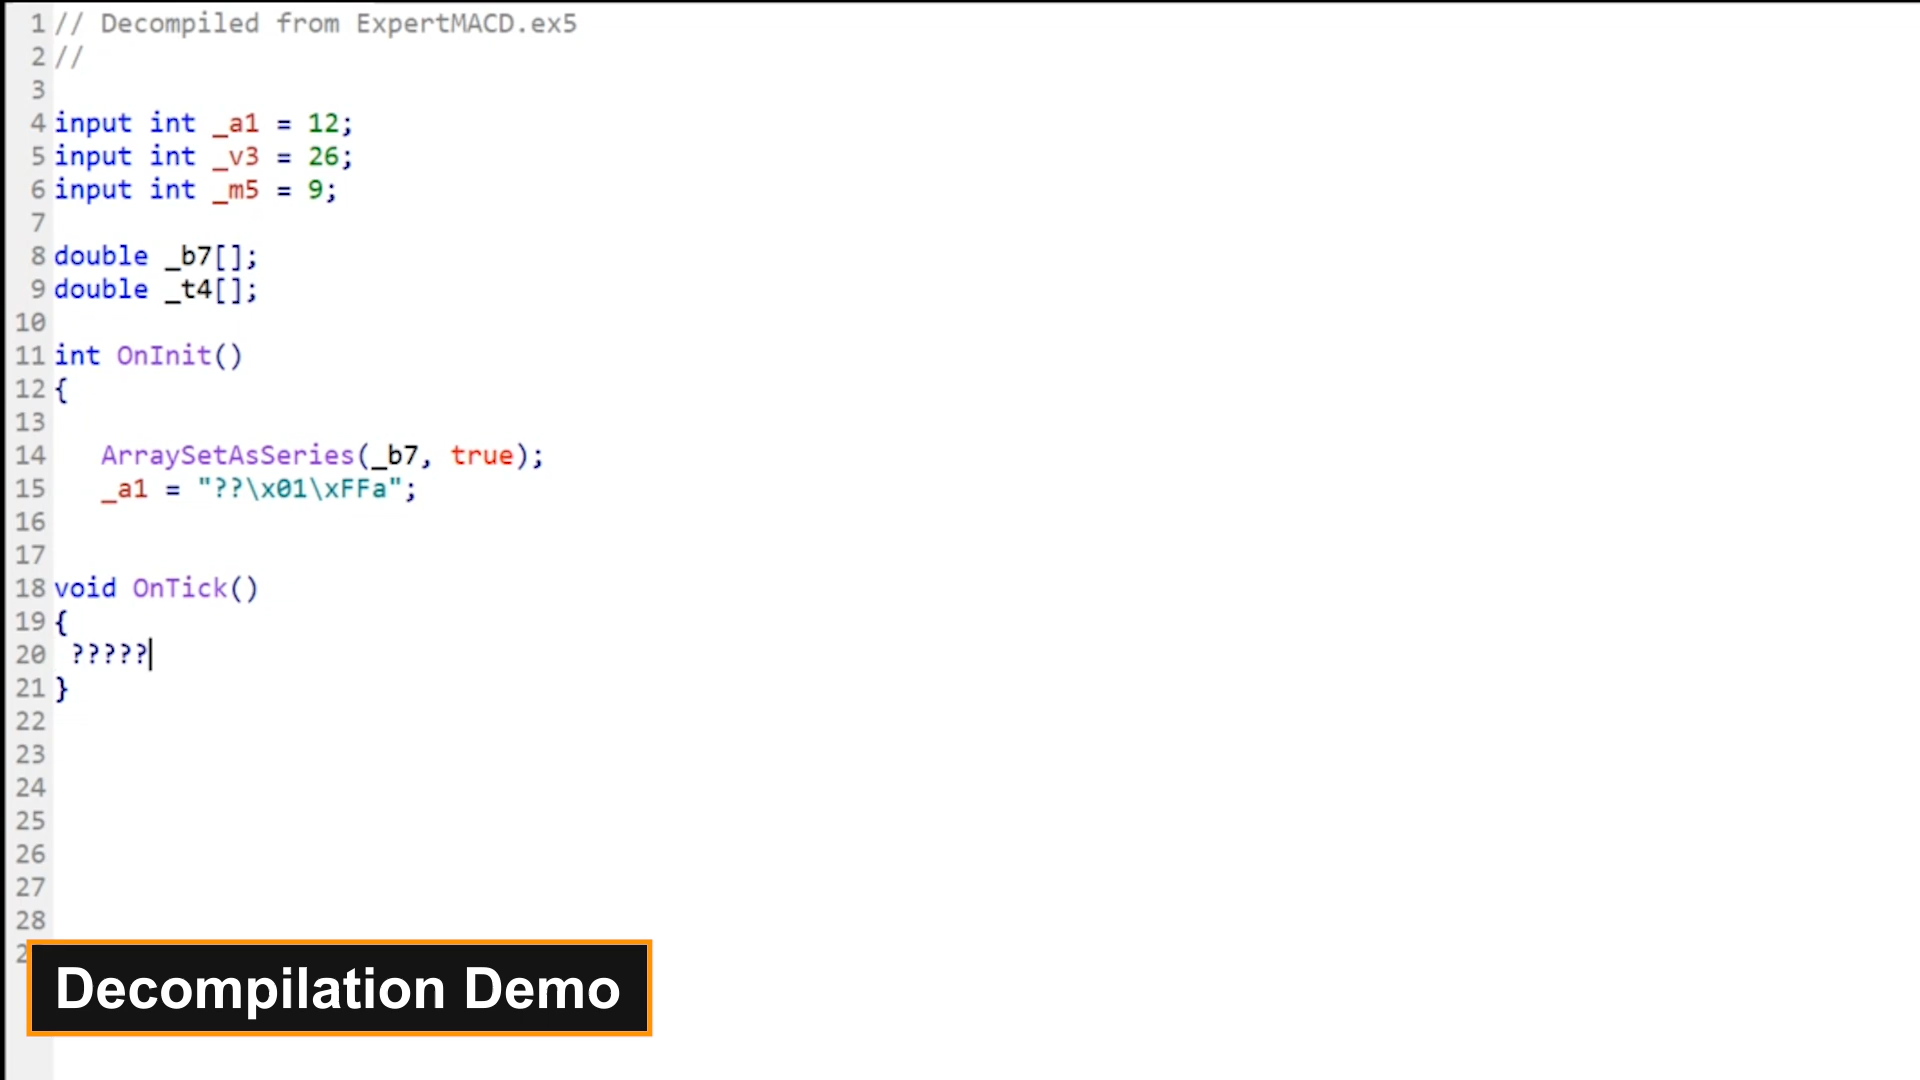 1 // Decompiled from ExpertMACD.ex5
2 //
3
4 input int _a1 = 12;
5 input int _v3 = 26;
6 input int _m5 = 9;
7
8 double _b7[];
9 double _t4[];
10
11 int OnInit()
12 {
13
14    ArraySetAsSeries(_b7, true);
15    _a1 = "??\x01\xFFa";
16
17
18 void OnTick()
19 {
20  ?????
21 }
22
23
24
25
26
27
28
2
Decompilation Demo